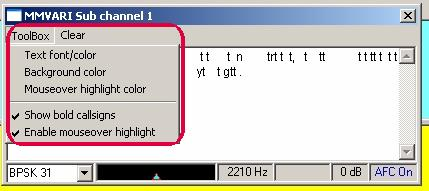 MMVARI Sub channel 1
ToolBox Clear
Text font/color
Background color
Mouseover highlight color
Show bold callsigns
Enable mouseover highlight
tt t n trtt t, t tt ttttt tt
yt t gtt.
BPSK 31 2210 Hz 0 dB AFC On